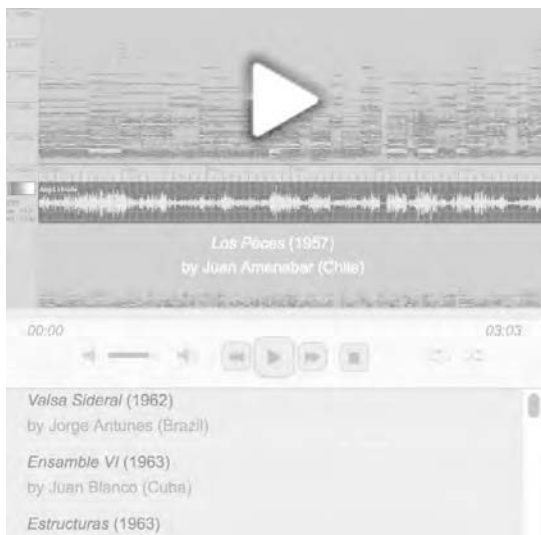 Amplitude
Los Peces (1957)
by Juan Amenabar (Chile)
00:00 03:03
Valsa Sideral (1962)
by Jorge Antunes (Brazil)
Ensamble VI (1963)
by Juan Blanco (Cuba)
Estructuras (1963)